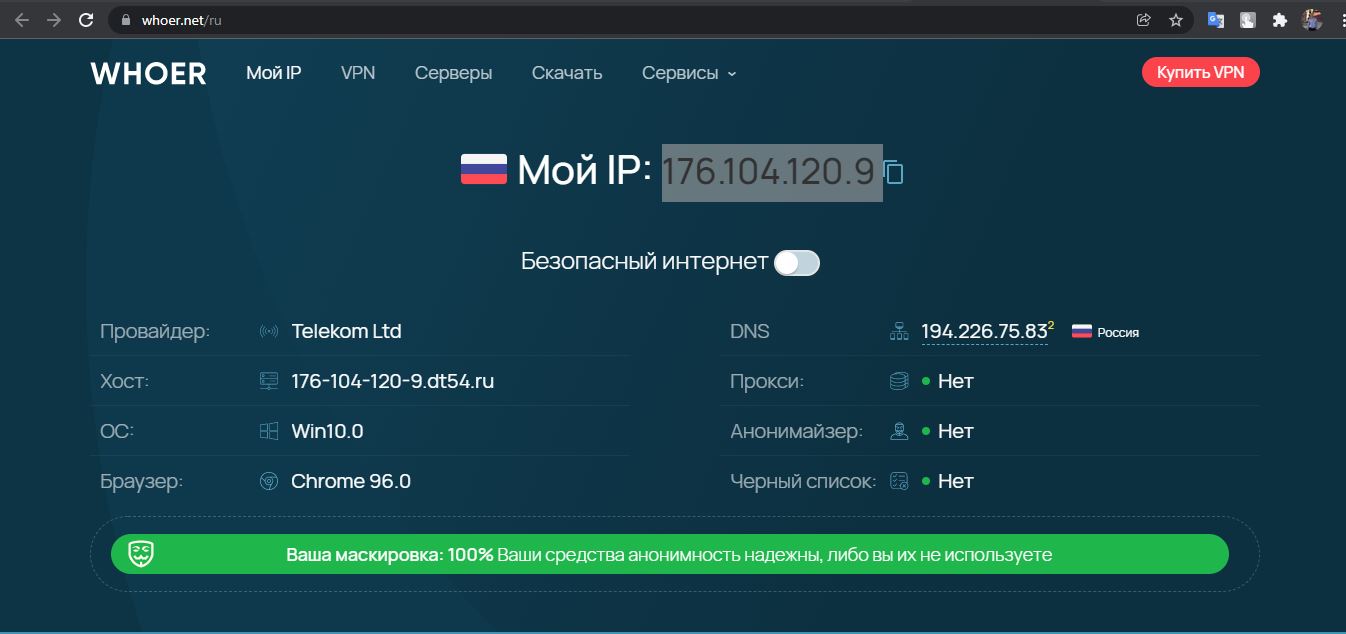 whoer.net/ru
WHOER Мой IP VPN Серверы Скачать Сервисы Купить VPN
Мой IP: 176.104.120.9
Безопасный интернет
Провайдер: Telekom Ltd DNS 194.226.75.83² Россия
Хост: 176-104-120-9.dt54.ru Прокси: Нет
ОС: Win10.0 Анонимайзер: Нет
Браузер: Chrome 96.0 Черный список: Нет
Ваша маскировка: 100% Ваши средства анонимность надежны, либо вы их не используете